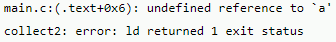 main.c:(.text+0x6): undefined reference to `a'
collect2: error: ld returned 1 exit status